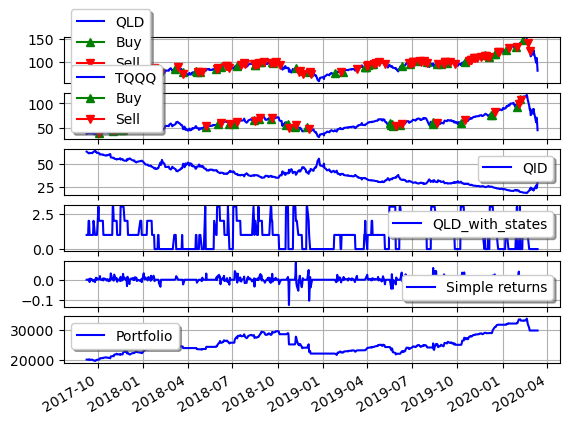 QLD
Buy
Sell
150
100
TQQQ
Buy
Sell
100
50
QID
50
25
QLD_with_states
2.5
0.0
Simple returns
0.0
−0.1
Portfolio
30000
20000
2017-10
2018-01
2018-04
2018-07
2018-10
2019-01
2019-04
2019-07
2019-10
2020-01
2020-04